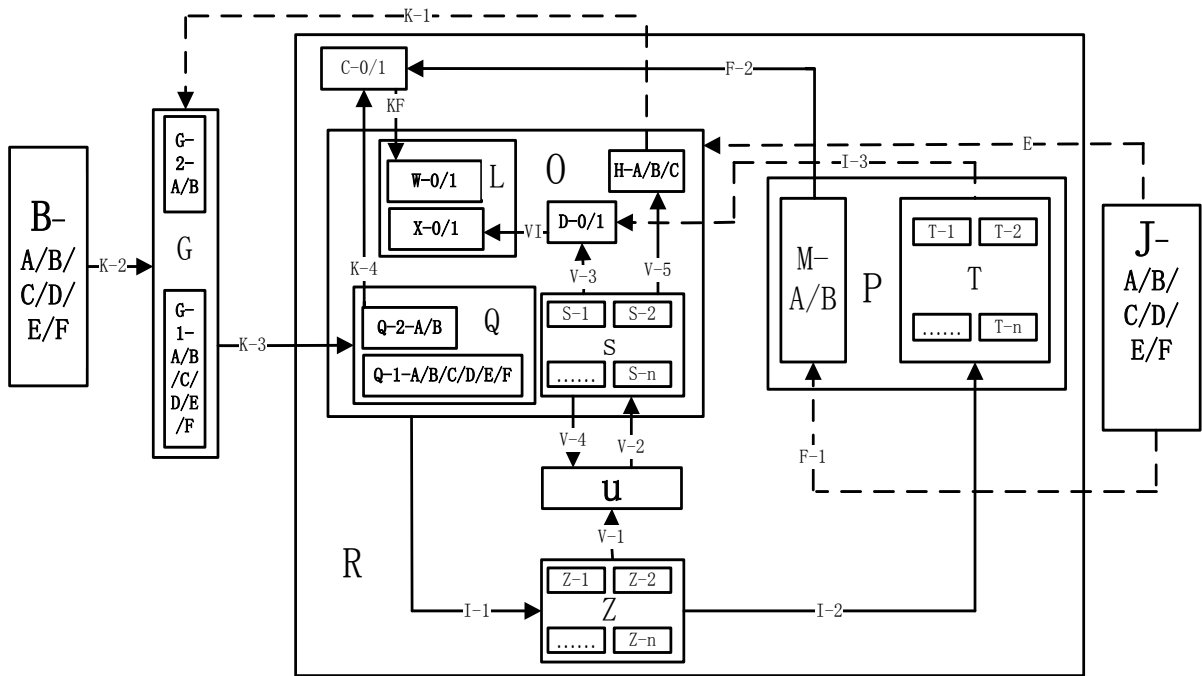 K-1
C-0/1
F-2
KF
G-
2-
A/B
G
G-
1-
A/B
/C/
D/E
/F
B-
A/B/
C/D/
E/F
K-2
K-3
K-4
W-0/1
L
X-0/1
O
H-A/B/C
D-0/1
VI
V-3
V-5
Q-2-A/B
Q
Q-1-A/B/C/D/E/F
S-1
S-2
S
......
S-n
V-4
V-2
u
V-1
R
Z-1
Z-2
Z
......
Z-n
I-1
I-2
E
I-3
M-
A/B
P
T-1
T-2
T
......
T-n
F-1
J-
A/B/
C/D/
E/F